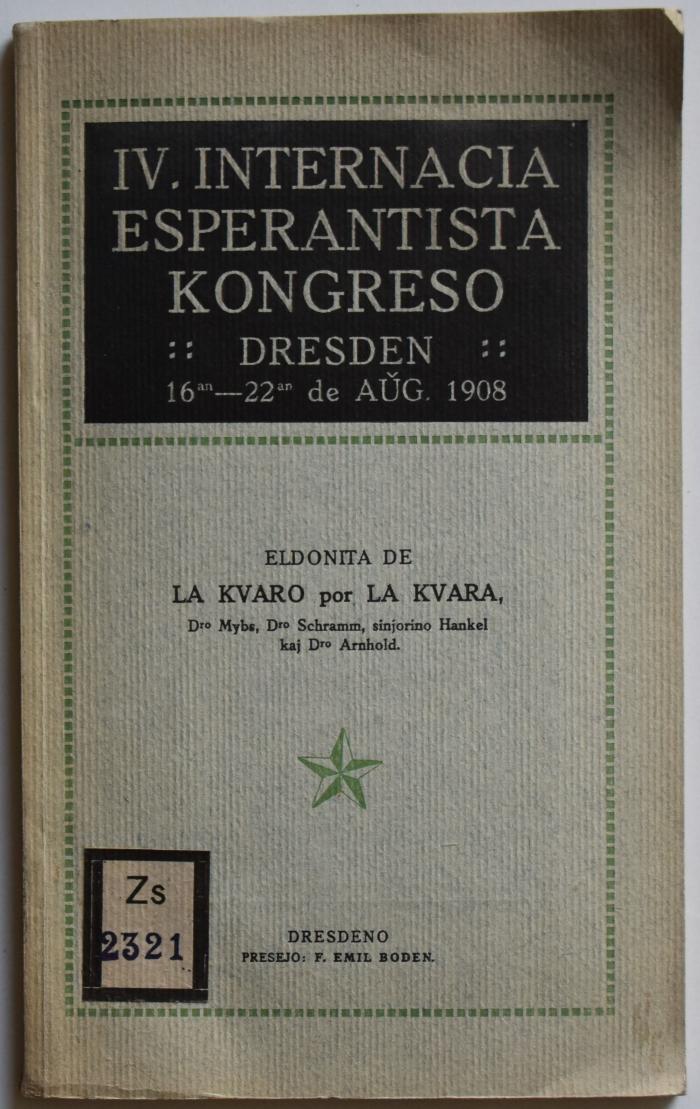 IV. INTERNACIA
ESPERANTISTA
KONGRESO
:: DRESDEN ::
16an—22an de AŬG. 1908
ELDONITA DE
LA KVARO por LA KVARA,
Dro Mybs, Dro Schramm, sinjorino Hankel
kaj Dro Arnhold.
Zs
2321
DRESDENO
PRESEJO: F. EMIL BODEN.